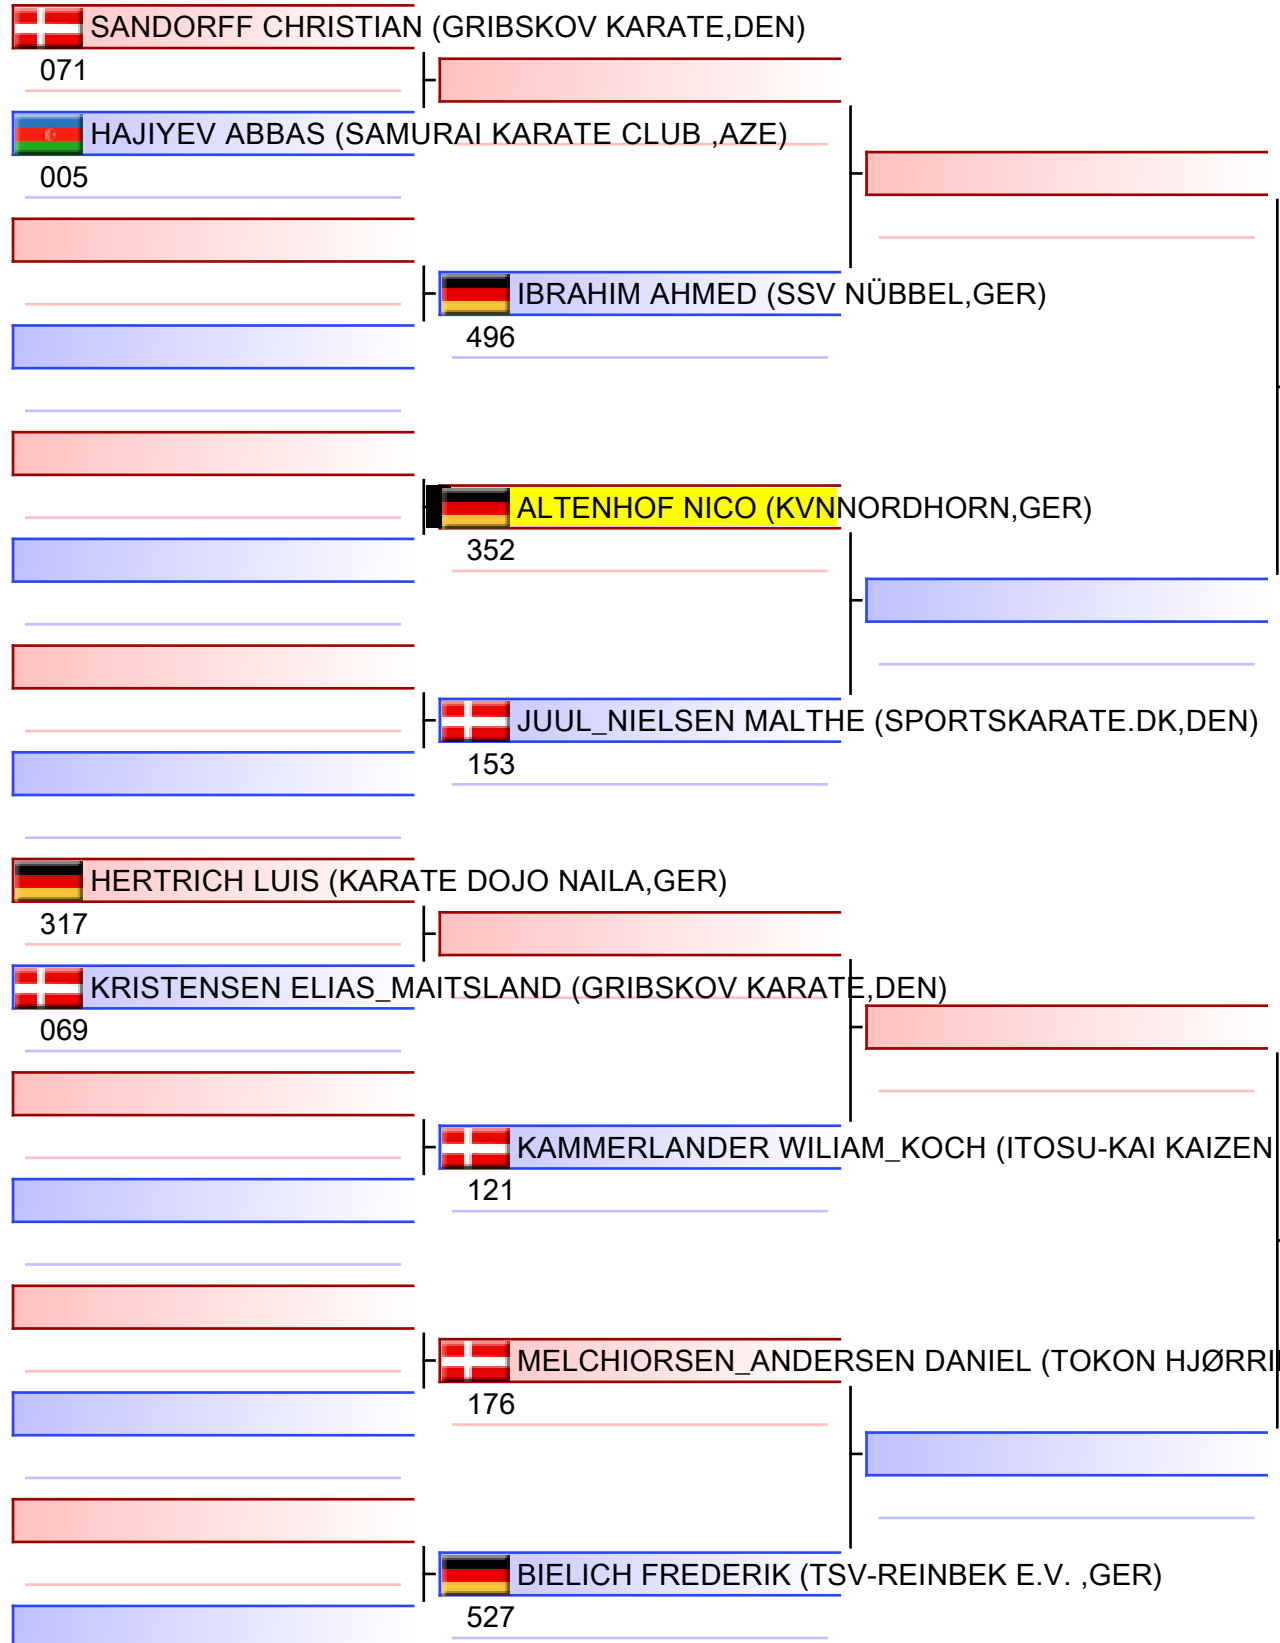 SANDORFF CHRISTIAN (GRIBSKOV KARATE,DEN)
071
HAJIYEV ABBAS (SAMURAI KARATE CLUB ,AZE)
005
IBRAHIM AHMED (SSV NÜBBEL,GER)
496
ALTENHOF NICO (KVNNORDHORN,GER)
352
JUUL_NIELSEN MALTHE (SPORTSKARATE.DK,DEN)
153
HERTRICH LUIS (KARATE DOJO NAILA,GER)
317
KRISTENSEN ELIAS_MAITSLAND (GRIBSKOV KARATE,DEN)
069
KAMMERLANDER WILIAM_KOCH (ITOSU-KAI KAIZEN
121
MELCHIORSEN_ANDERSEN DANIEL (TOKON HJØRRI
176
BIELICH FREDERIK (TSV-REINBEK E.V. ,GER)
527